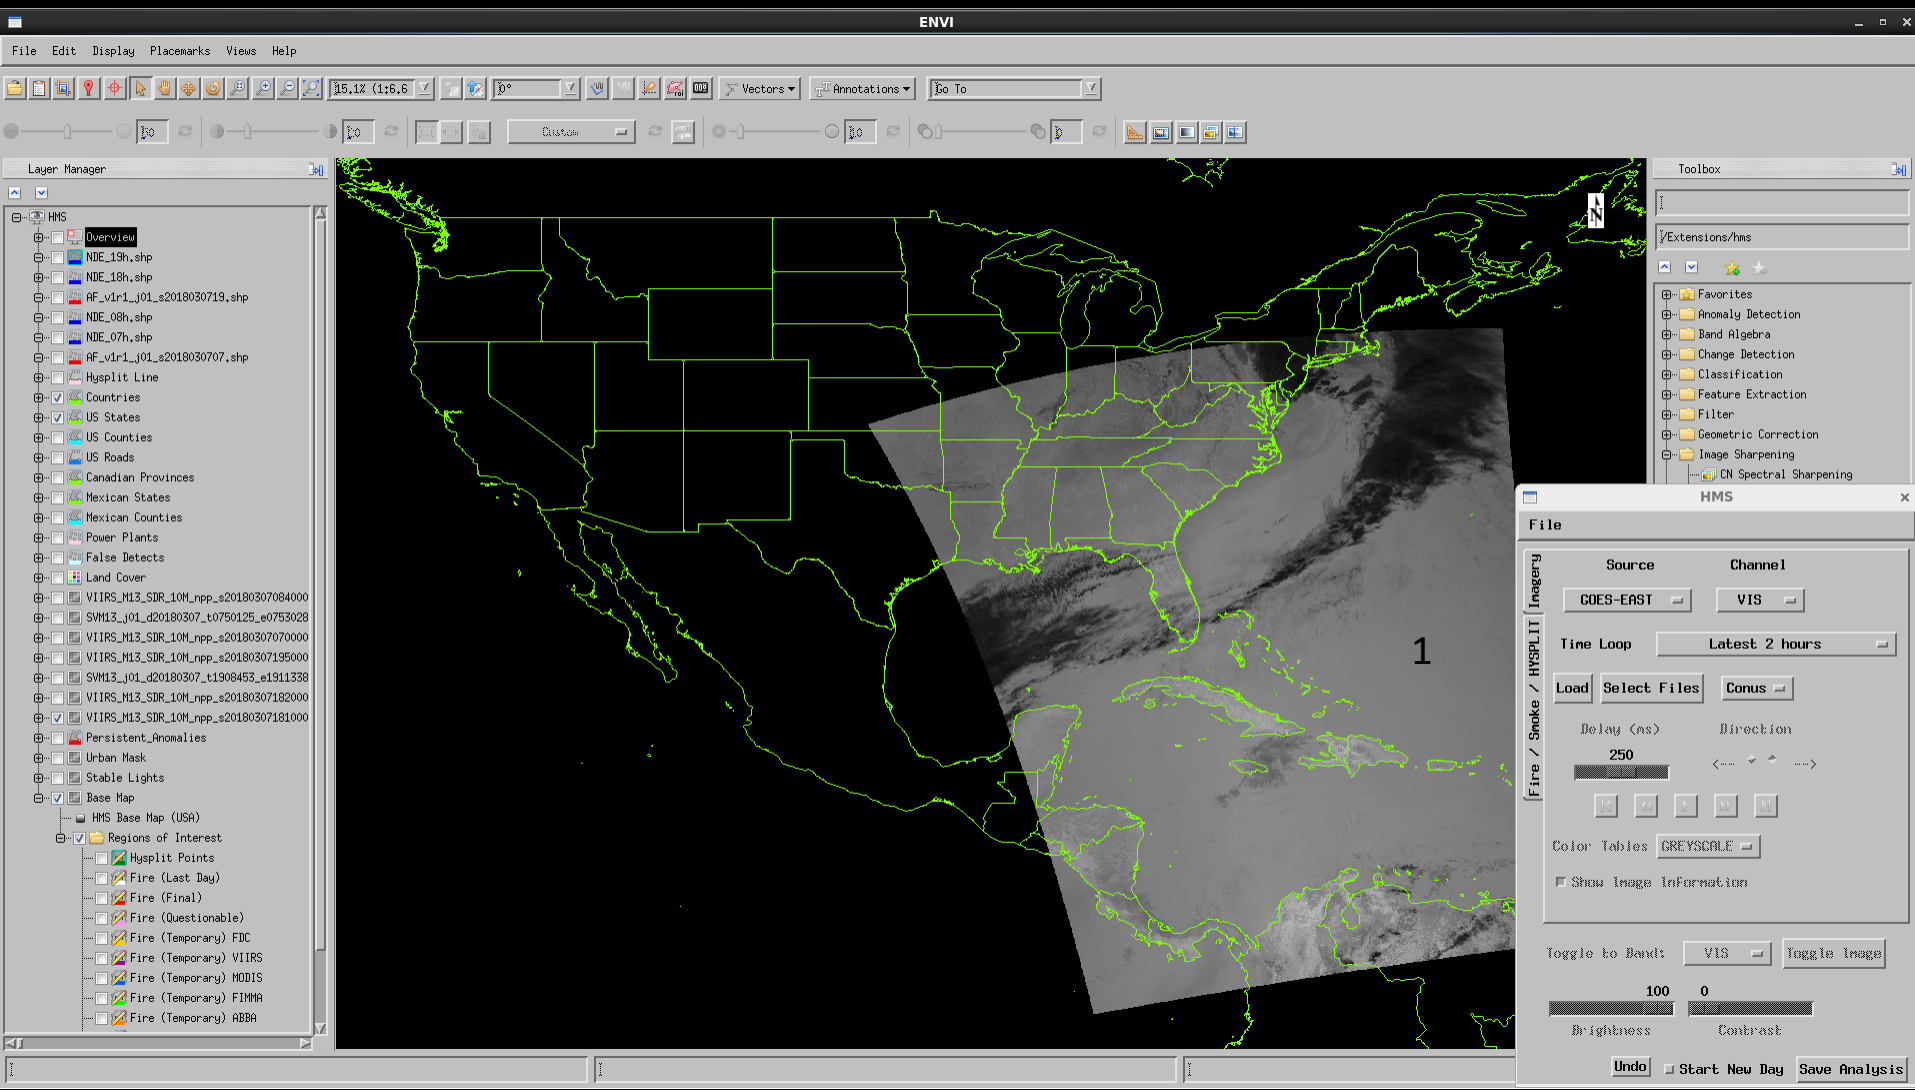 ENVI
File Edit Display Placemarks Views Help
15.1% (1:6.6 0° Vectors Annotations Go To
Custom
Layer Manager
HMS
Overview
NDE_19h.shp
NDE_18h.shp
AF_v1r1_j01_s2018030719.shp
NDE_08h.shp
NDE_07h.shp
AF_v1r1_j01_s2018030707.shp
Hysplit Line
Countries
US States
US Counties
US Roads
Canadian Provinces
Mexican States
Mexican Counties
Power Plants
False Detects
Land Cover
VIIRS_M13_SDR_10M_npp_s20180307084000
SVM13_j01_d20180307_t0750125_e0753028
VIIRS_M13_SDR_10M_npp_s20180307070000
VIIRS_M13_SDR_10M_npp_s20180307195000
SVM13_j01_d20180307_t1908453_e1911338
VIIRS_M13_SDR_10M_npp_s20180307182000
VIIRS_M13_SDR_10M_npp_s20180307181000
Persistent_Anomalies
Urban Mask
Stable Lights
Base Map
HMS Base Map (USA)
Regions of Interest
Hysplit Points
Fire (Last Day)
Fire (Final)
Fire (Questionable)
Fire (Temporary) FDC
Fire (Temporary) VIIRS
Fire (Temporary) MODIS
Fire (Temporary) FIMMA
Fire (Temporary) ABBA
N
1
Toolbox
/Extensions/hms
Favorites
Anomaly Detection
Band Algebra
Change Detection
Classification
Feature Extraction
Filter
Geometric Correction
Image Sharpening
CN Spectral Sharpening
HMS
File
Imagery
Fire / Smoke / HYSPLIT
Source Channel
GOES-EAST VIS
Time Loop Latest 2 hours
Load Select Files Conus
Delay (ms) Direction
250
<--- --->
Color Tables GREYSCALE
Show Image Information
Toggle to Band: VIS Toggle Image
100 0
Brightness Contrast
Undo Start New Day Save Analysis